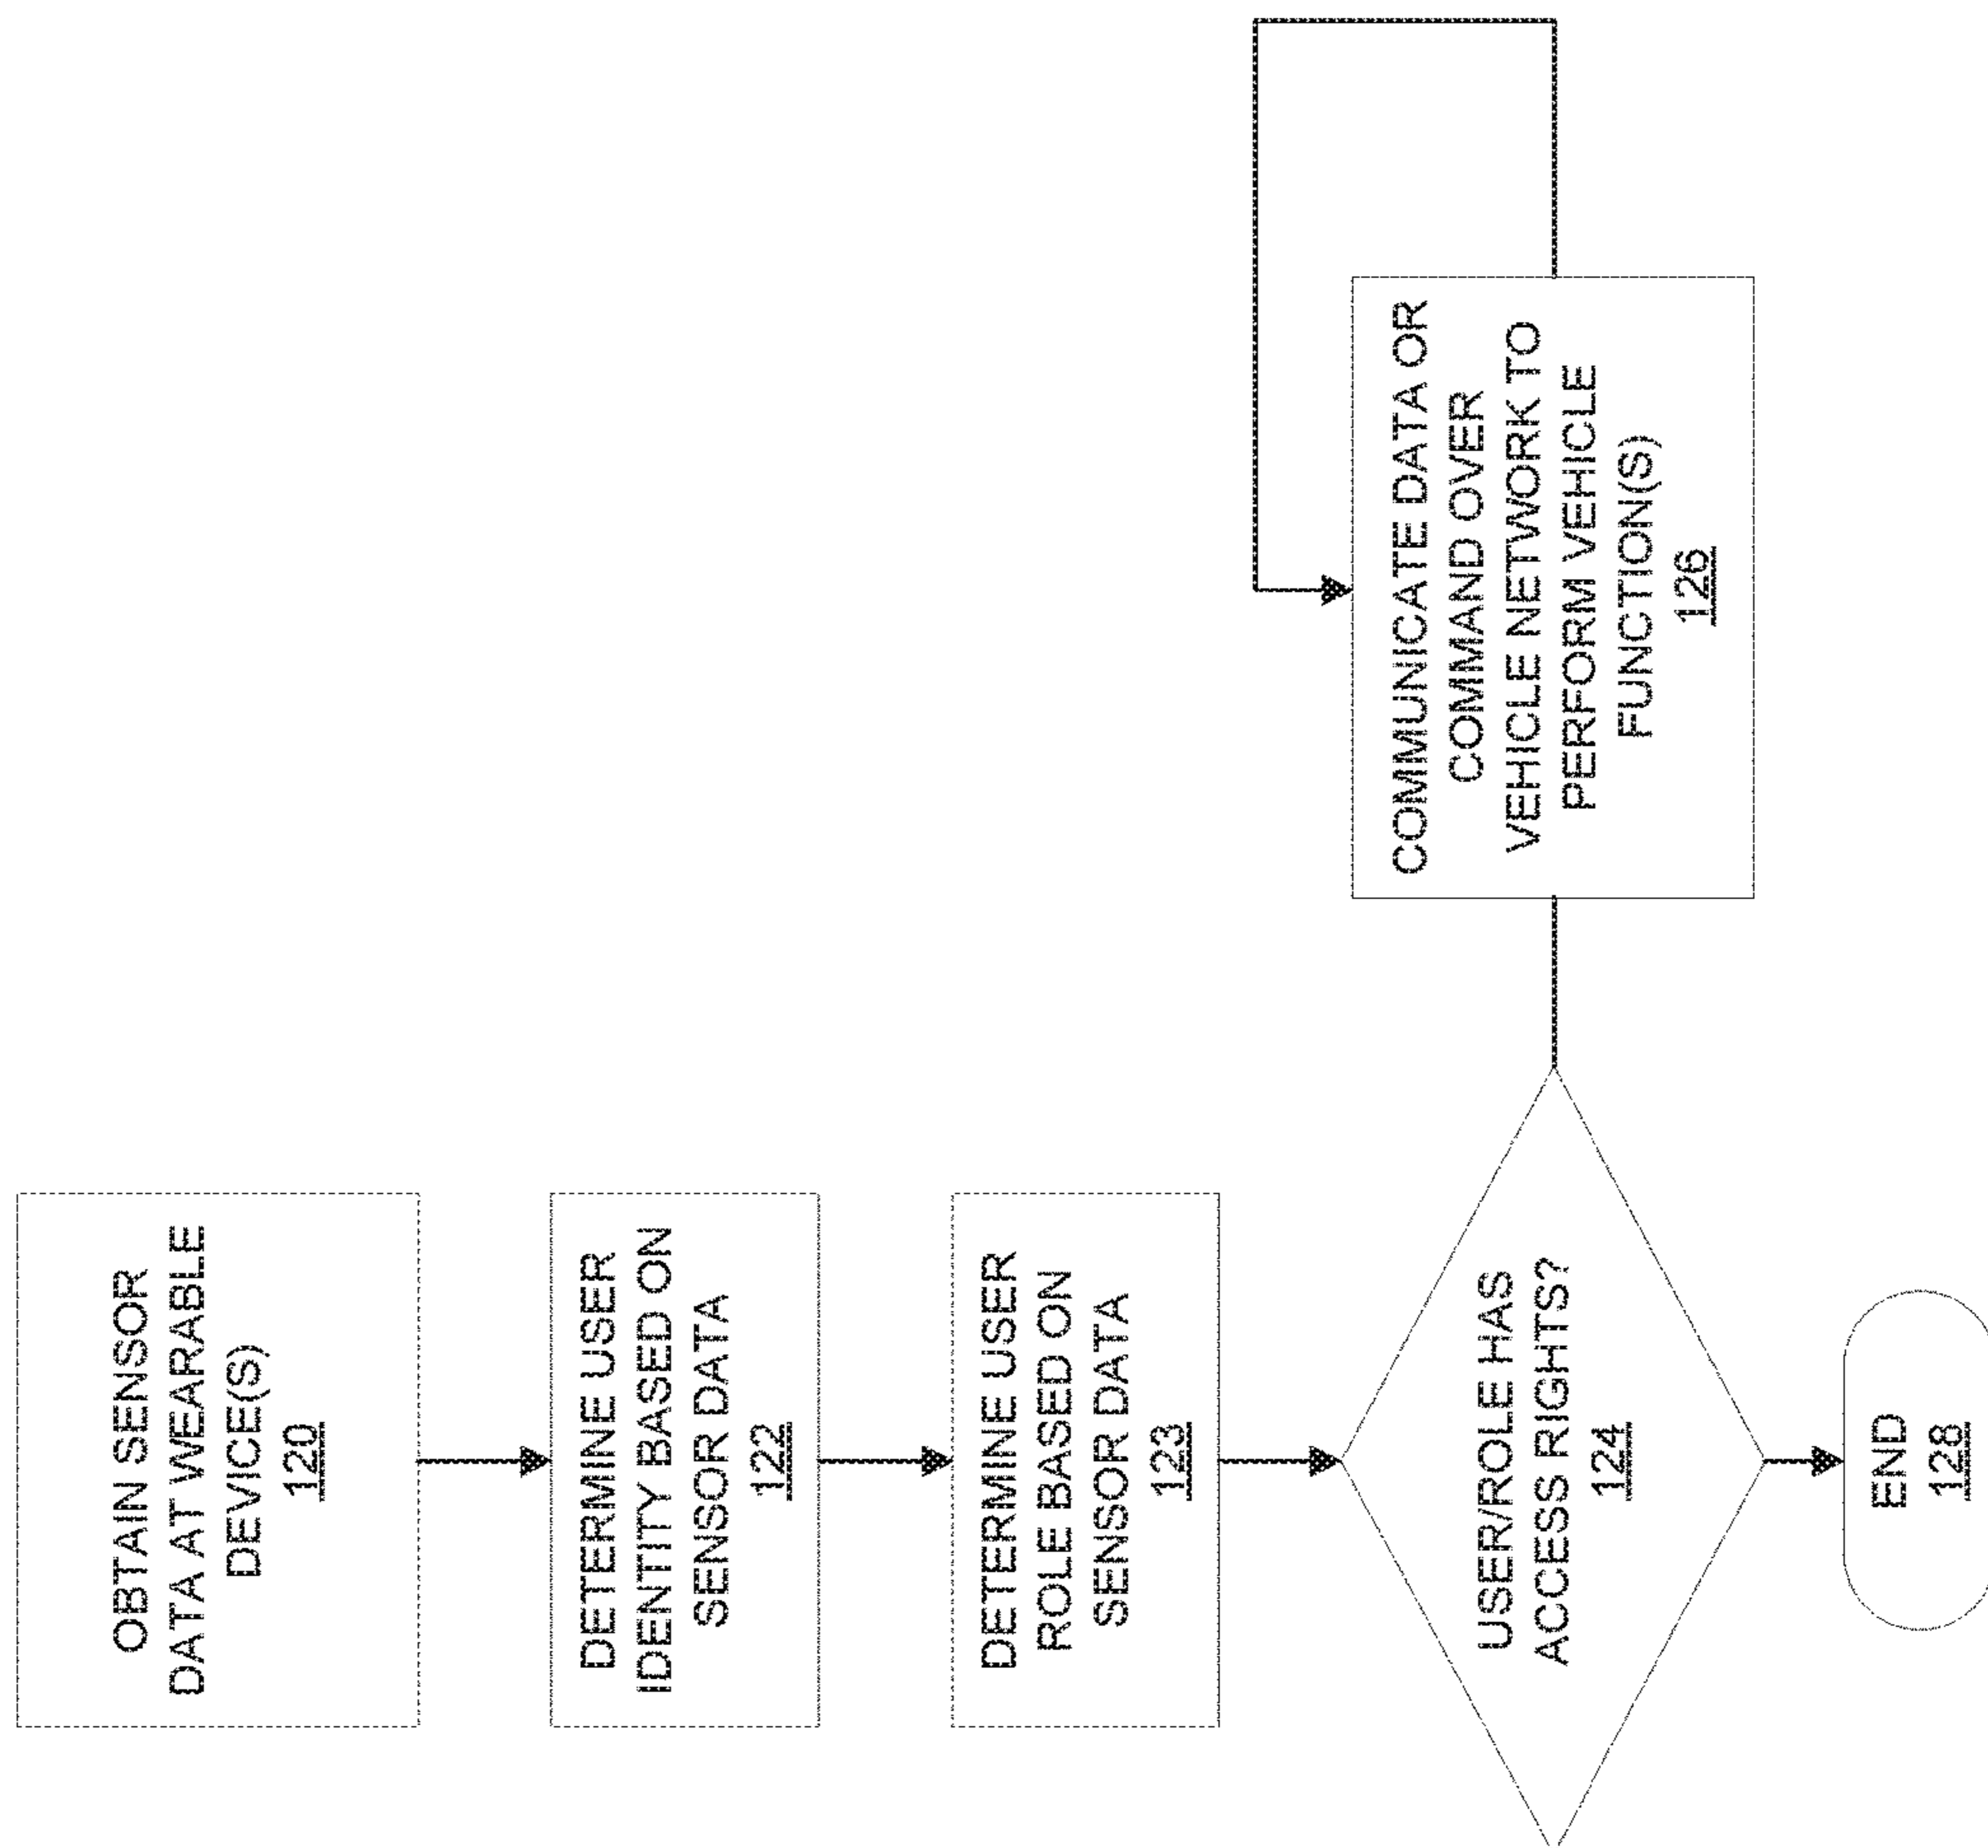 OBTAIN SENSOR
DATA AT WEARABLE
DEVICE(S)
120
DETERMINE USER
IDENTITY BASED ON
SENSOR DATA
122
DETERMINE USER
ROLE BASED ON
SENSOR DATA
123
USER/ROLE HAS
ACCESS RIGHTS?
124
COMMUNICATE DATA OR
COMMAND OVER
VEHICLE NETWORK TO
PERFORM VEHICLE
FUNCTION(S)
126
END
128